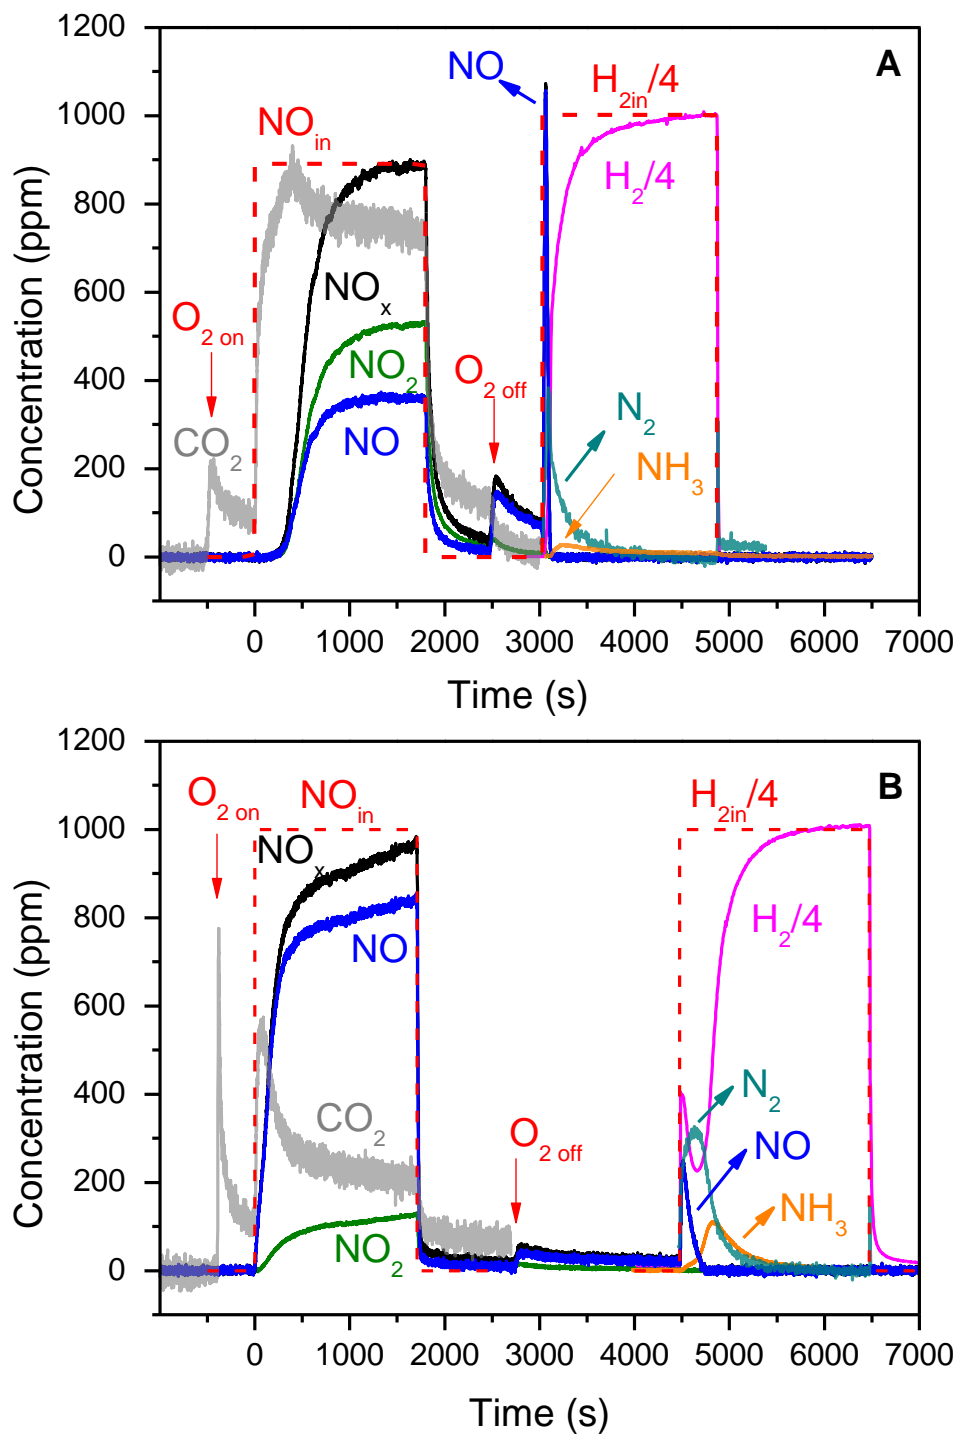 1200
A
NO
H2in/4
1000
NOin
H2/4
800
Concentration (ppm)
600
NOx
O2 on
NO2
O2 off
400
N2
CO2
NO
NH3
200
0
0 1000 2000 3000 4000 5000 6000 7000
Time (s)
1200
B
O2 on
NOin
H2in/4
1000
NOx
H2/4
800
NO
Concentration (ppm)
600
400
CO2
N2
O2 off
NO
200
NH3
NO2
0
0 1000 2000 3000 4000 5000 6000 7000
Time (s)